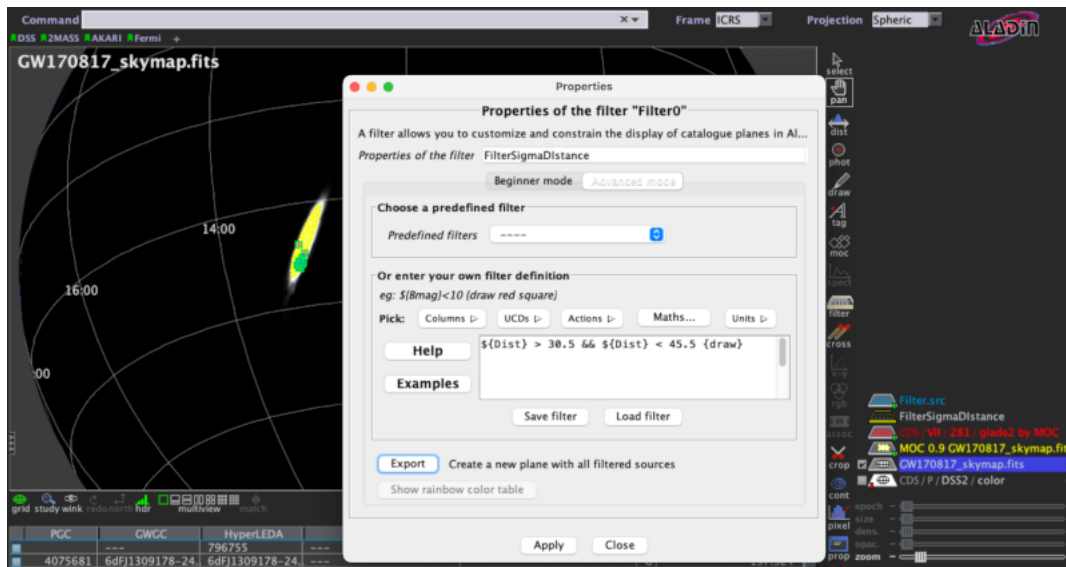 Command
Frame ICRS
Projection Spheric
DSS 2MASS AKARI Fermi +
ALADIN
GW170817_skymap.fits
14:00
16:00
:00
Properties
Properties of the filter "Filter0"
A filter allows you to customize and constrain the display of catalogue planes in Al...
Properties of the filter FilterSigmaDIstance
Beginner mode Advanced mode
Choose a predefined filter
Predefined filters ----
Or enter your own filter definition
eg: ${Bmag}<10 {draw red square}
Pick: Columns ▷ UCDs ▷ Actions ▷ Maths... Units ▷
Help
Examples
${Dist} > 30.5 && ${Dist} < 45.5 {draw}
Save filter Load filter
Export Create a new plane with all filtered sources
Show rainbow color table
Apply Close
select
pan
dist
phot
draw
tag
moc
spect
filter
cross
x-y
rgb
assoc
crop
cont
pixel
prop
Filter.src
FilterSigmaDIstance
CDS / VII / 281 / glade2 by MOC
MOC 0.9 GW170817_skymap.fit
GW170817_skymap.fits
CDS / P / DSS2 / color
epoch
size
dens.
opac.
zoom
grid study wink redo north hdr multiview match
PGC GWGC HyperLEDA
--- 796755 ---
4075681 6dFJ1309178-24. 6dFJ1309178-24. ---